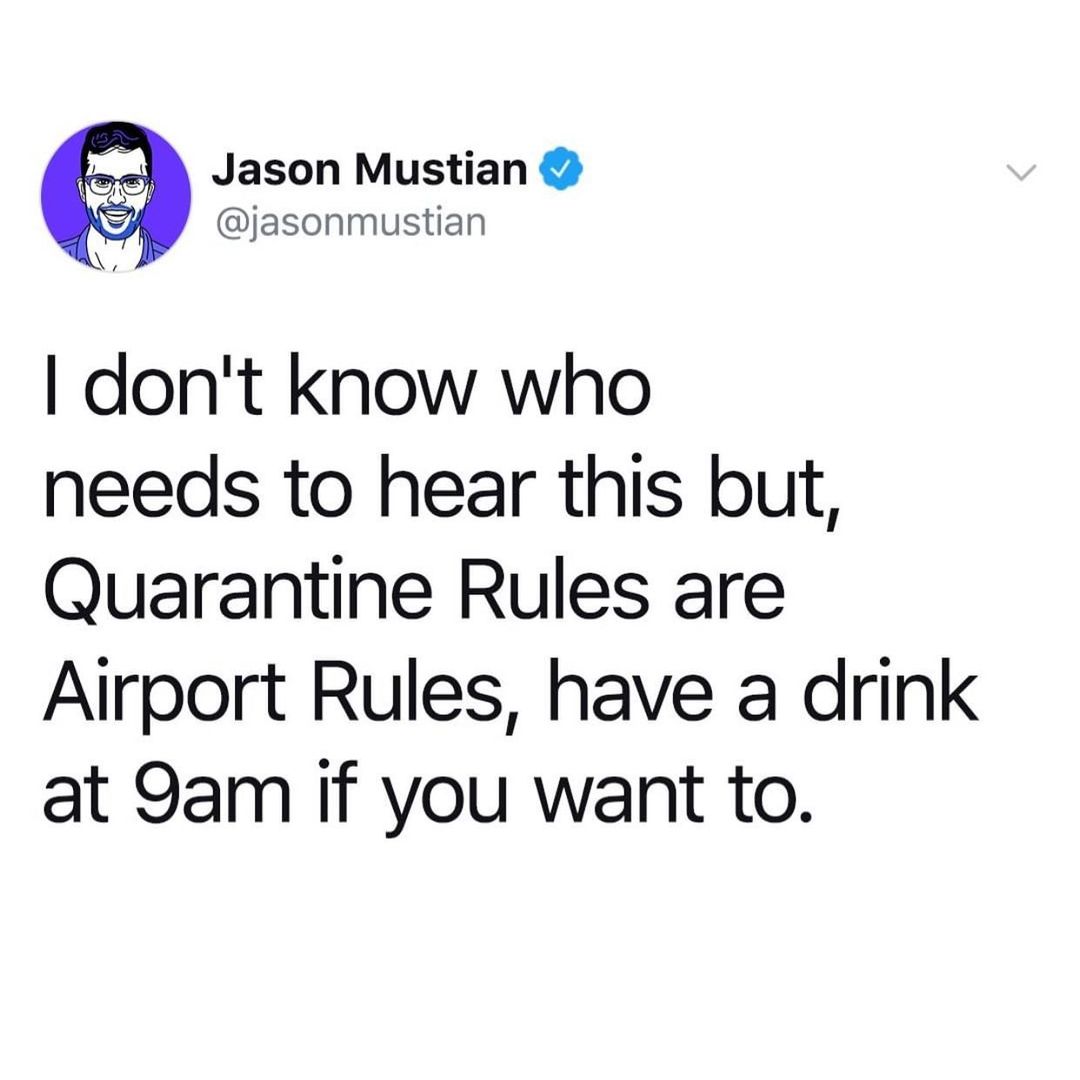 Jason Mustian
@jasonmustian
I don't know who
needs to hear this but,
Quarantine Rules are
Airport Rules, have a drink
at 9am if you want to.